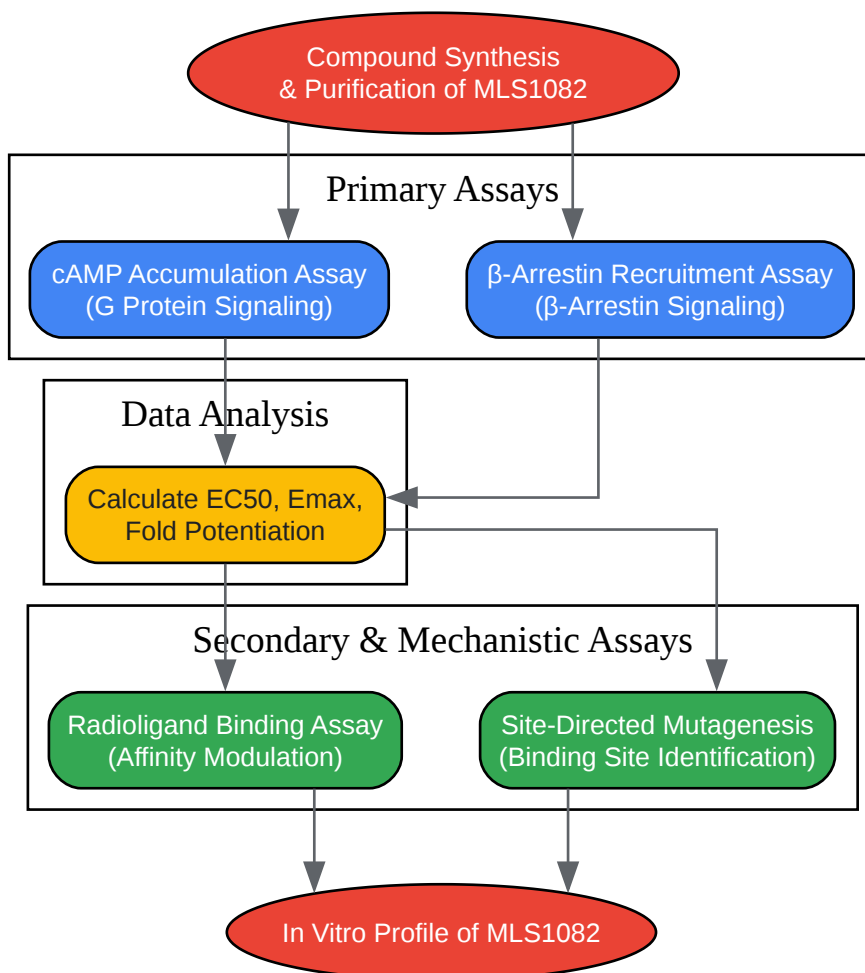 Compound Synthesis
& Purification of MLS1082
Primary Assays
cAMP Accumulation Assay
(G Protein Signaling)
β-Arrestin Recruitment Assay
(β-Arrestin Signaling)
Data Analysis
Calculate EC50, Emax,
Fold Potentiation
Secondary & Mechanistic Assays
Radioligand Binding Assay
(Affinity Modulation)
Site-Directed Mutagenesis
(Binding Site Identification)
In Vitro Profile of MLS1082